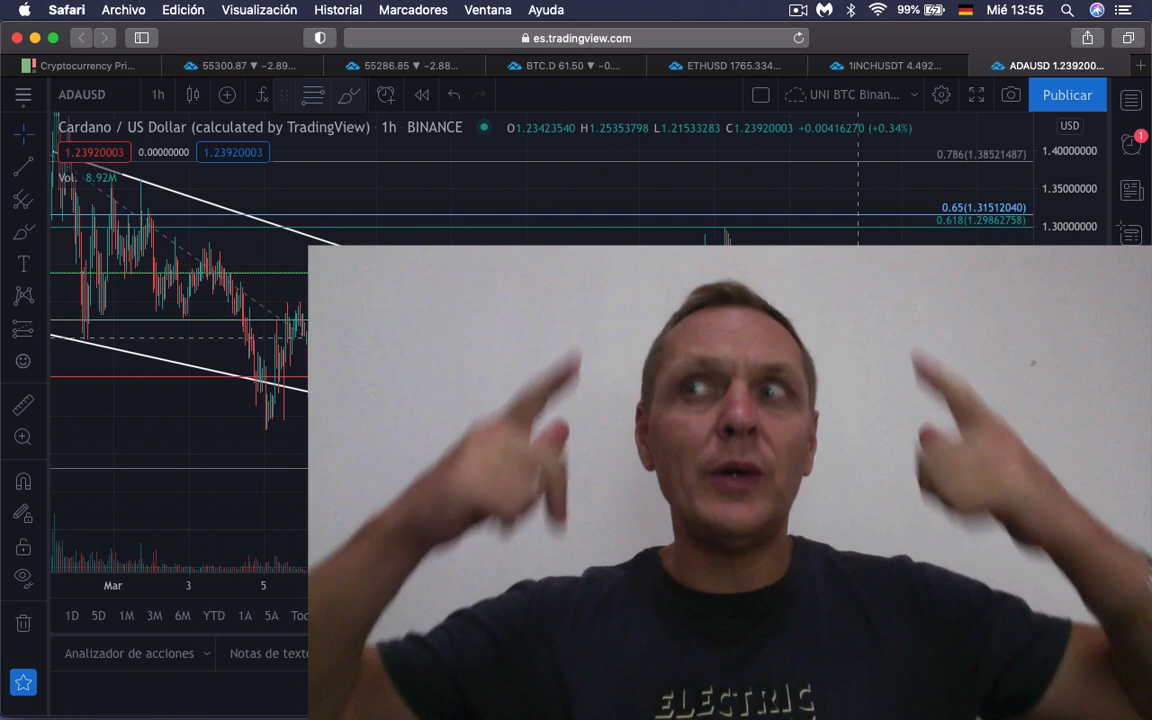 Safari Archivo Edición Visualización Historial Marcadores Ventana Ayuda 99% Mié 13:55
es.tradingview.com
Cryptocurrency Pri... 55300.87 ▼ −2.89... 55286.85 ▼ −2.88... BTC.D 61.50 ▼ −0.... ETHUSD 1765.334... 1INCHUSDT 4.492... ADAUSD 1.239200...
ADAUSD 1h UNI BTC Binan... Publicar
Cardano / US Dollar (calculated by TradingView) · 1h · BINANCE O1.23423540 H1.25353798 L1.21533283 C1.23920003 +0.00416270 (+0.34%) USD
1.23920003 0.00000000 1.23920003
0.786(1.38521487) 1.40000000
Vol. 8.92M
1.35000000
0.65(1.31512040)
0.618(1.29862758) 1.30000000
1
T
Mar 3 5
1D 5D 1M 3M 6M YTD 1A 5A
Analizador de acciones Notas de
ELECTRIC